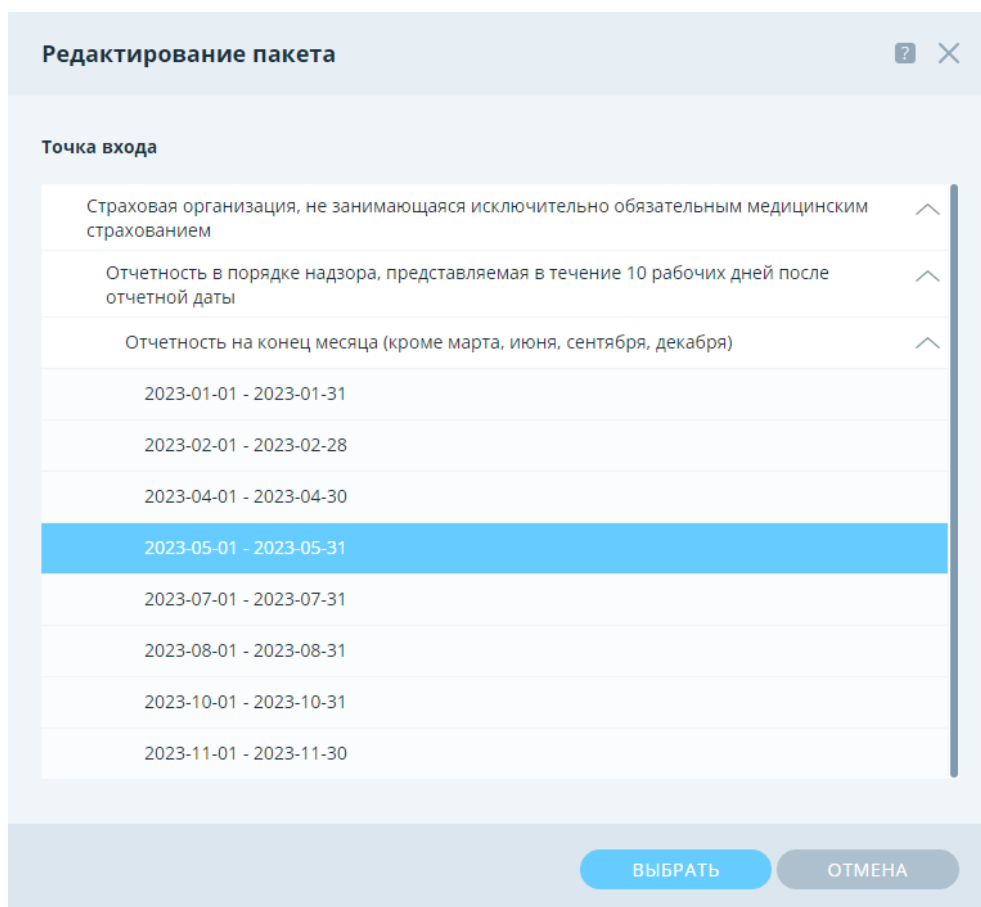 Редактирование пакета
?
Точка входа
Страховая организация, не занимающаяся исключительно обязательным медицинским
страхованием
Отчетность в порядке надзора, представляемая в течение 10 рабочих дней после
отчетной даты
Отчетность на конец месяца (кроме марта, июня, сентября, декабря)
2023-01-01 - 2023-01-31
2023-02-01 - 2023-02-28
2023-04-01 - 2023-04-30
2023-05-01 - 2023-05-31
2023-07-01 - 2023-07-31
2023-08-01 - 2023-08-31
2023-10-01 - 2023-10-31
2023-11-01 - 2023-11-30
ВЫБРАТЬ ОТМЕНА